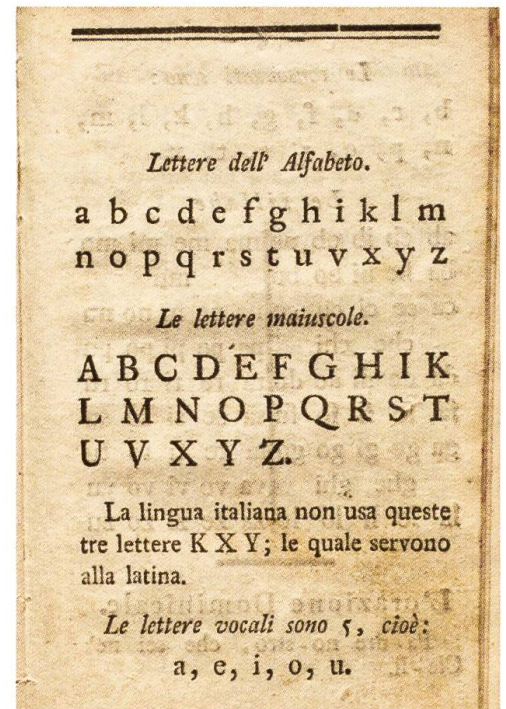 Lettere dell' Alfabeto.
a b c d e f g h i k l m
n o p q r s t u v x y z
Le lettere maiuscole.
A B C D E F G H I K
L M N O P Q R S T
U V X Y Z.
La lingua italiana non usa queste
tre lettere K X Y; le quale servono
alla latina.
Le lettere vocali sono 5, cioè:
a, e, i, o, u.